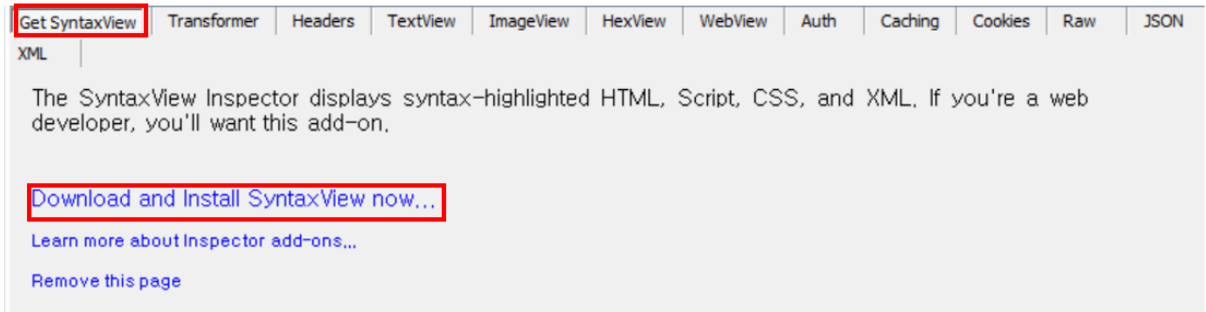 Get SyntaxView Transformer Headers TextView ImageView HexView WebView Auth Caching Cookies Raw JSON
XML
The SyntaxView Inspector displays syntax-highlighted HTML, Script, CSS, and XML. If you're a web
developer, you'll want this add-on.
Download and Install SyntaxView now...
Learn more about Inspector add-ons...
Remove this page